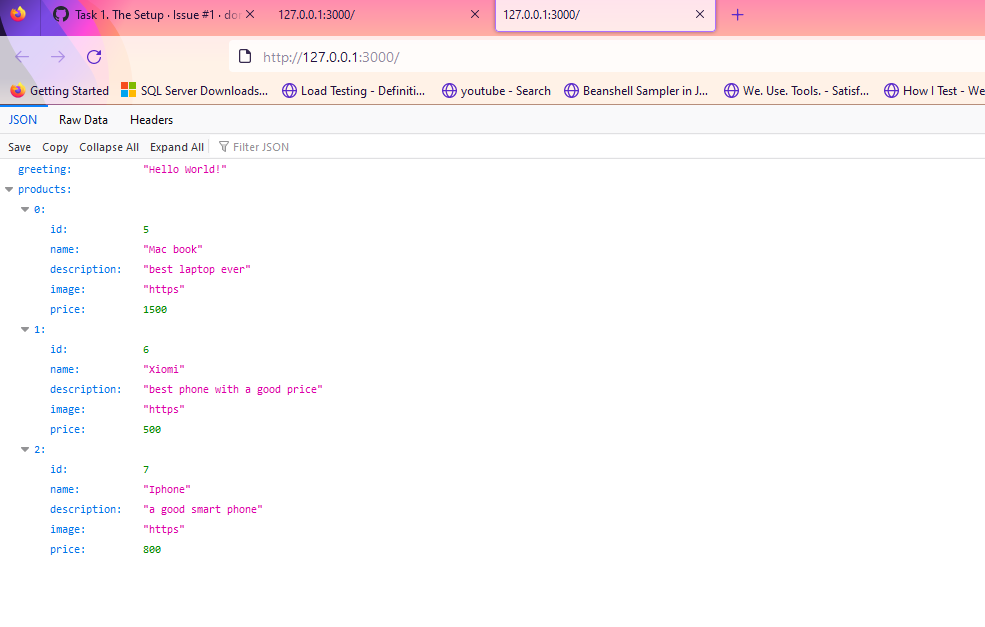 Task 1. The Setup · Issue #1 · dor
127.0.0.1:3000/
127.0.0.1:3000/
http://127.0.0.1:3000/
Getting Started
SQL Server Downloads...
Load Testing - Definiti...
youtube - Search
Beanshell Sampler in J...
We. Use. Tools. - Satisf...
How I Test - We
JSON
Raw Data
Headers
Save
Copy
Collapse All
Expand All
Filter JSON
greeting: "Hello World!"
products:
0:
id: 5
name: "Mac book"
description: "best laptop ever"
image: "https"
price: 1500
1:
id: 6
name: "Xiomi"
description: "best phone with a good price"
image: "https"
price: 500
2:
id: 7
name: "Iphone"
description: "a good smart phone"
image: "https"
price: 800